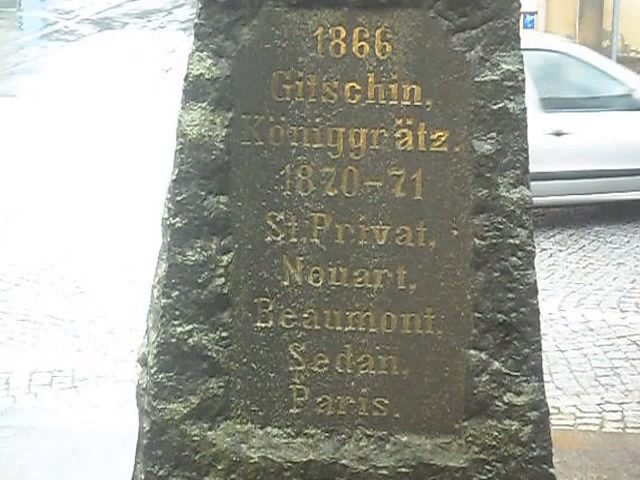 1866
Gitschin,
Königgrätz.
1870-71
St.Privat,
Nouart,
Beaumont,
Sedan,
Paris.